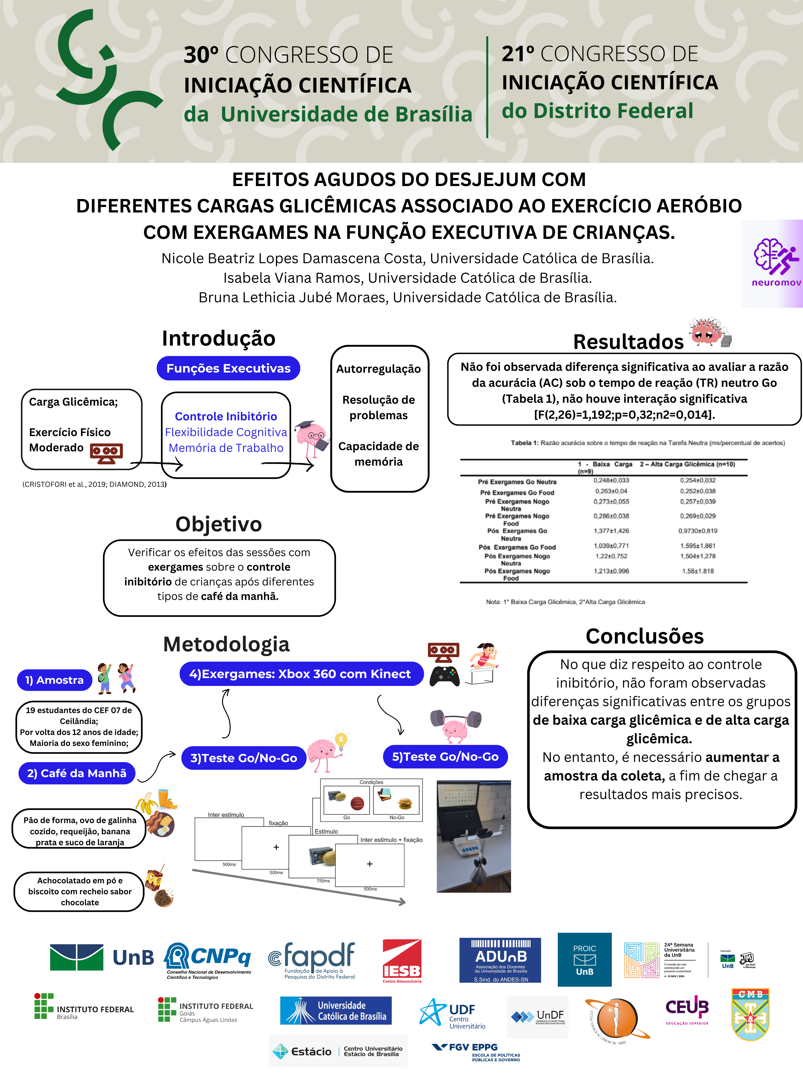 30º CONGRESSO DE
INICIAÇÃO CIENTÍFICA
da Universidade de Brasília
21º CONGRESSO DE
INICIAÇÃO CIENTÍFICA
do Distrito Federal
EFEITOS AGUDOS DO DESJEJUM COM
DIFERENTES CARGAS GLICÊMICAS ASSOCIADO AO EXERCÍCIO AERÓBIO
COM EXERGAMES NA FUNÇÃO EXECUTIVA DE CRIANÇAS.
Nicole Beatriz Lopes Damascena Costa, Universidade Católica de Brasília.
Isabela Viana Ramos, Universidade Católica de Brasília.
Bruna Lethicia Jubé Moraes, Universidade Católica de Brasília.
neuromov
Introdução
Funções Executivas
Carga Glicêmica;
Exercício Físico
Moderado
Controle Inibitório
Flexibilidade Cognitiva
Memória de Trabalho
Autorregulação
Resolução de
problemas
Capacidade de
memória
(CRISTOFORI et al., 2019; DIAMOND, 2013)
Objetivo
Verificar os efeitos das sessões com
exergames sobre o controle
inibitório de crianças após diferentes
tipos de café da manhã.
Resultados
Não foi observada diferença significativa ao avaliar a razão
da acurácia (AC) sob o tempo de reação (TR) neutro Go
(Tabela 1), não houve interação significativa
[F(2,26)=1,192;p=0,32;n2=0,014].
Tabela 1: Razão acurácia sobre o tempo de reação na Tarefa Neutra (ms/percentual de acertos)
1 - Baixa Carga (n=9) 2 – Alta Carga Glicêmica (n=10)
Pré Exergames Go Neutra 0,248±0,033 0,254±0,032
Pré Exergames Go Food 0,263±0,04 0,252±0,038
Pré Exergames Nogo Neutra 0,273±0,055 0,257±0,039
Pré Exergames Nogo Food 0,286±0,038 0,269±0,029
Pós Exergames Go Neutra 1,377±1,426 0,9730±0,819
Pós Exergames Go Food 1,039±0,771 1,595±1,861
Pós Exergames Nogo Neutra 1,22±0,752 1,504±1,278
Pós Exergames Nogo Food 1,213±0,996 1,58±1,818
Nota: 1° Baixa Carga Glicêmica, 2°Alta Carga Glicêmica
Metodologia
1) Amostra
19 estudantes do CEF 07 de
Ceilândia;
Por volta dos 12 anos de idade;
Maioria do sexo feminino;
2) Café da Manhã
Pão de forma, ovo de galinha
cozido, requeijão, banana
prata e suco de laranja
Achocolatado em pó e
biscoito com recheio sabor
chocolate
3)Teste Go/No-Go
4)Exergames: Xbox 360 com Kinect
5)Teste Go/No-Go
Condições
Go
No-Go
Inter estímulo
fixação
Estímulo
Inter estímulo + fixação
500ms
500ms
750ms
500ms
Conclusões
No que diz respeito ao controle
inibitório, não foram observadas
diferenças significativas entre os grupos
de baixa carga glicêmica e de alta carga
glicêmica.
No entanto, é necessário aumentar a
amostra da coleta, a fim de chegar a
resultados mais precisos.
UnB
CNPq
Conselho Nacional de Desenvolvimento
Científico e Tecnológico
fapdf
Fundação de Apoio à
Pesquisa do Distrito Federal
IESB
Centro Universitário
ADUnB
Associação dos Docentes
da Universidade de Brasília
S.Sind. do ANDES-SN
PROIC
UnB
24ª Semana
Universitária
da UnB
UnB
INSTITUTO FEDERAL
Brasília
INSTITUTO FEDERAL
Goiás
Câmpus Águas Lindas
Universidade
Católica de Brasília
UDF
Centro
Universitário
UnDF
CEUB
EDUCAÇÃO SUPERIOR
CMB
Estácio
Centro Universitário
Estácio de Brasília
FGV EPPG
ESCOLA DE POLÍTICAS
PÚBLICAS E GOVERNO